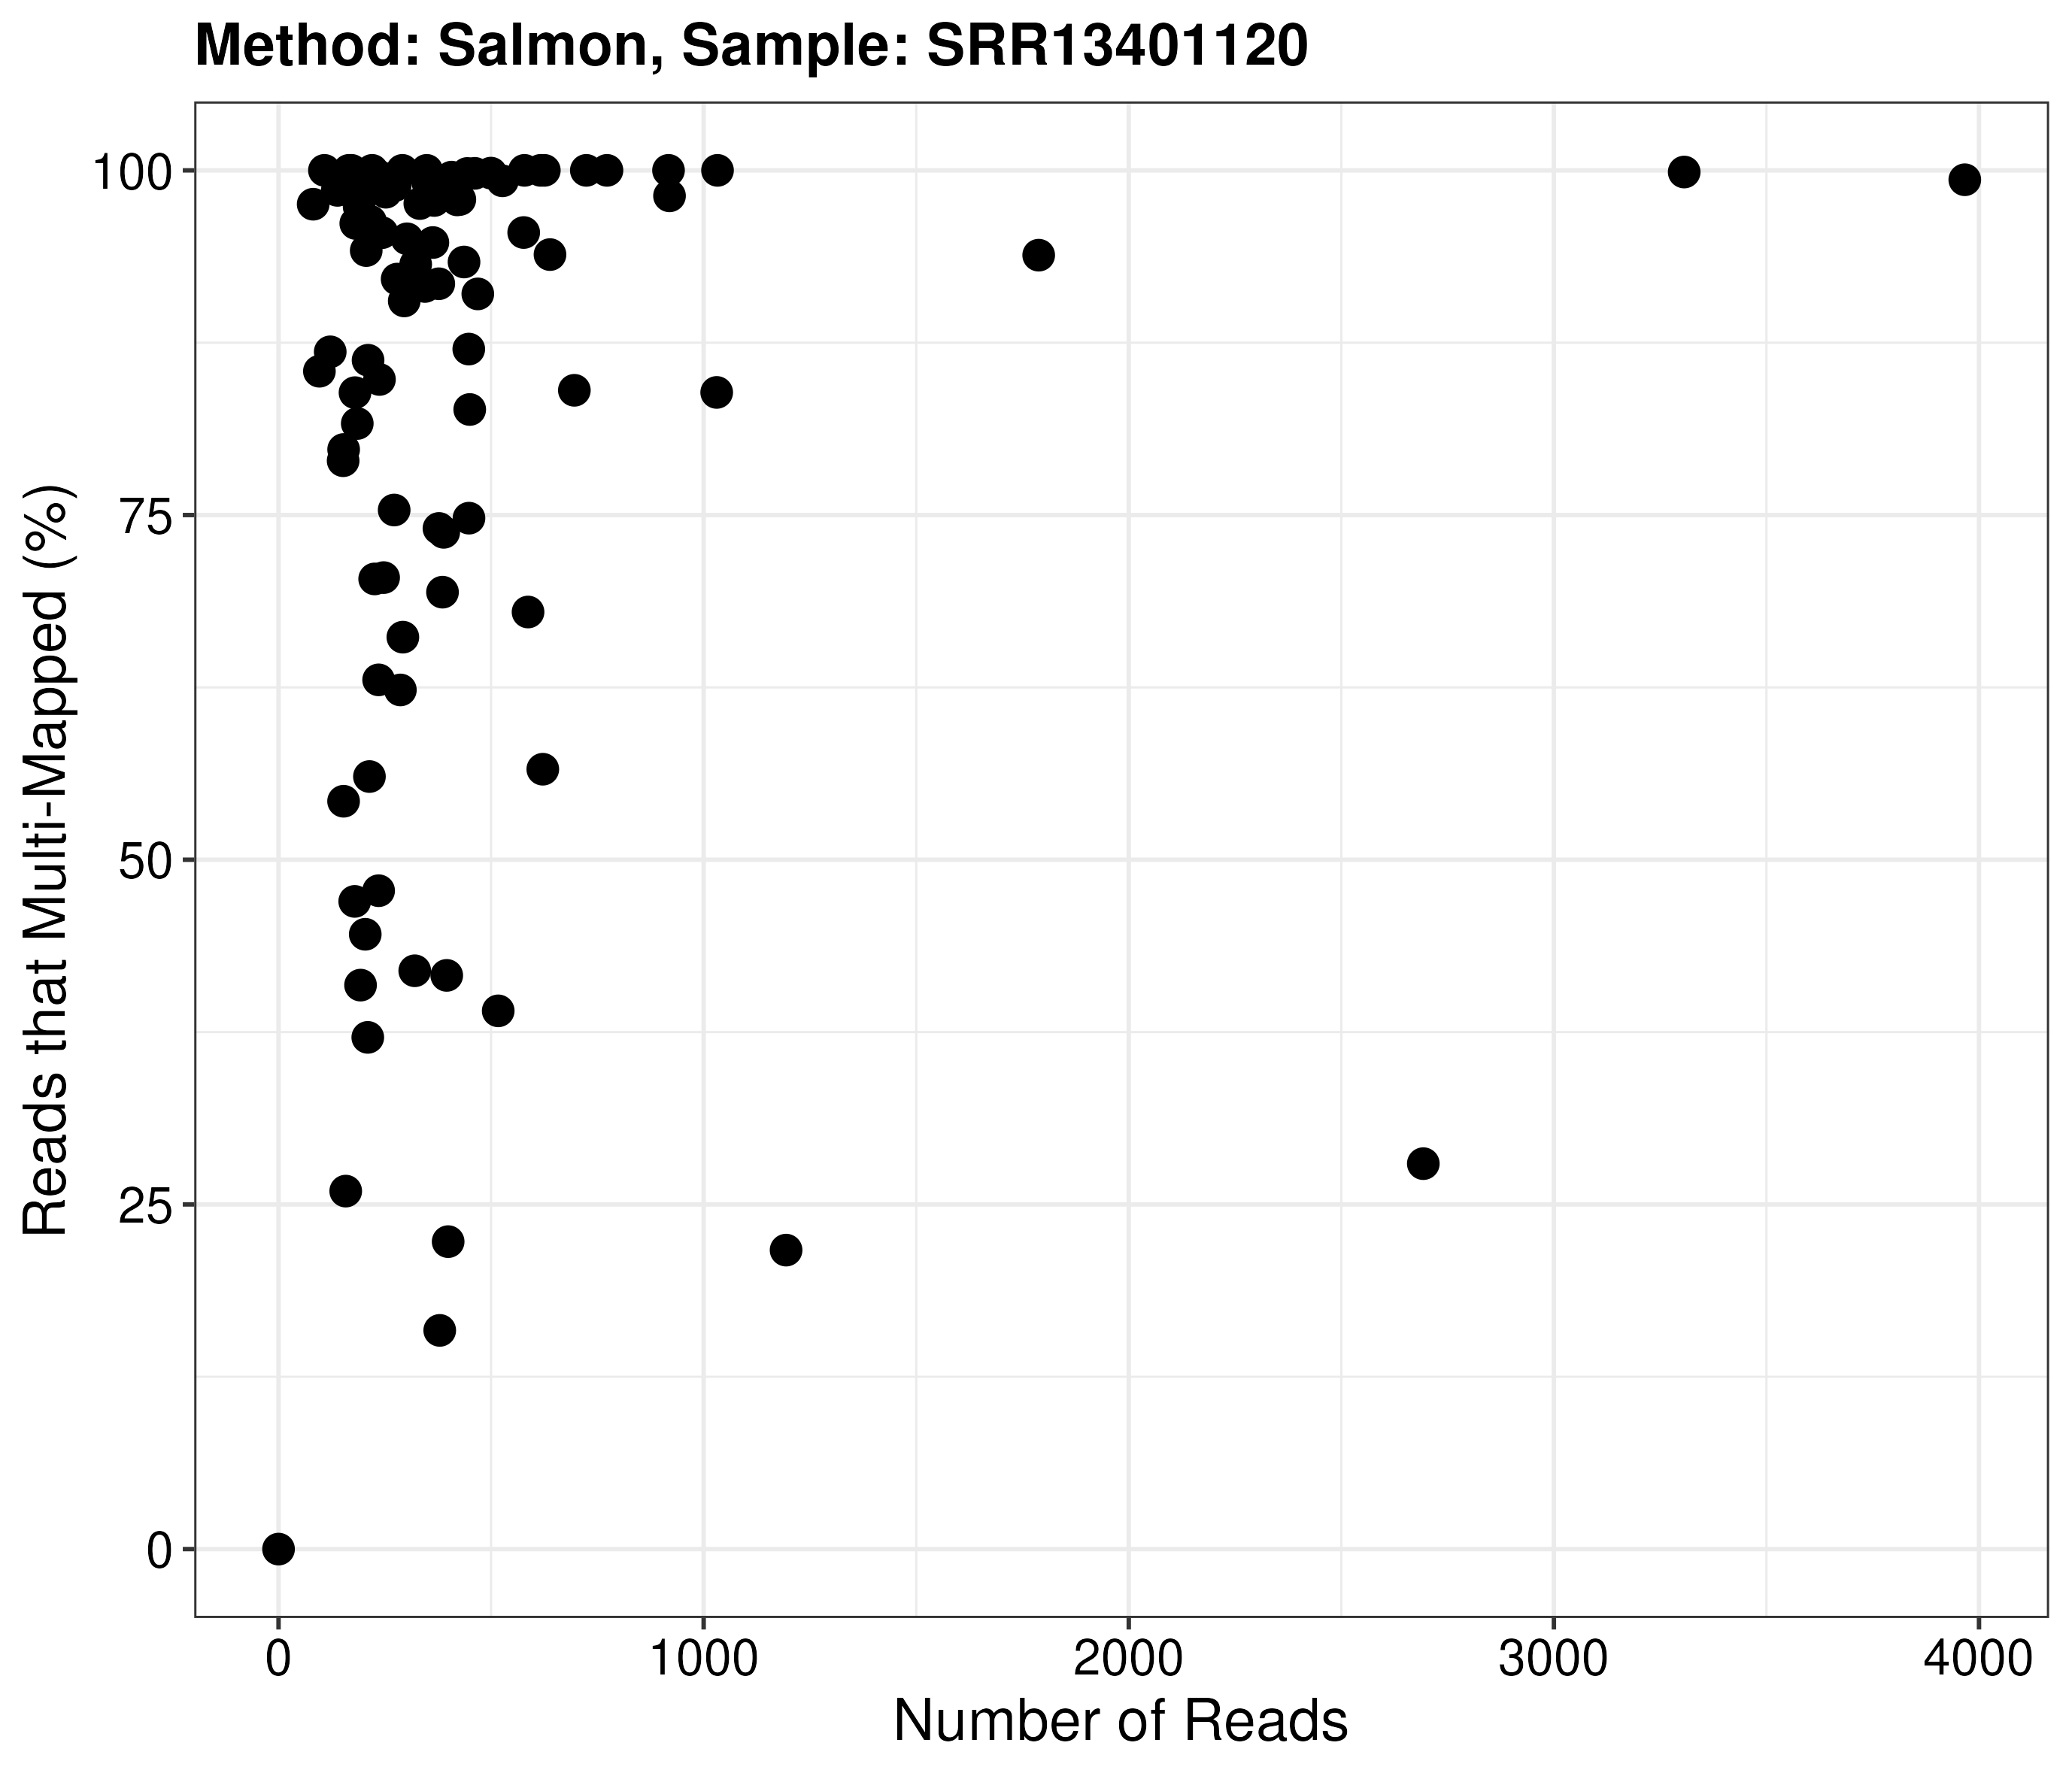 Method: Salmon, Sample: SRR13401120
Reads that Multi-Mapped (%)
100
75
50
25
0
0 1000 2000 3000 4000
Number of Reads